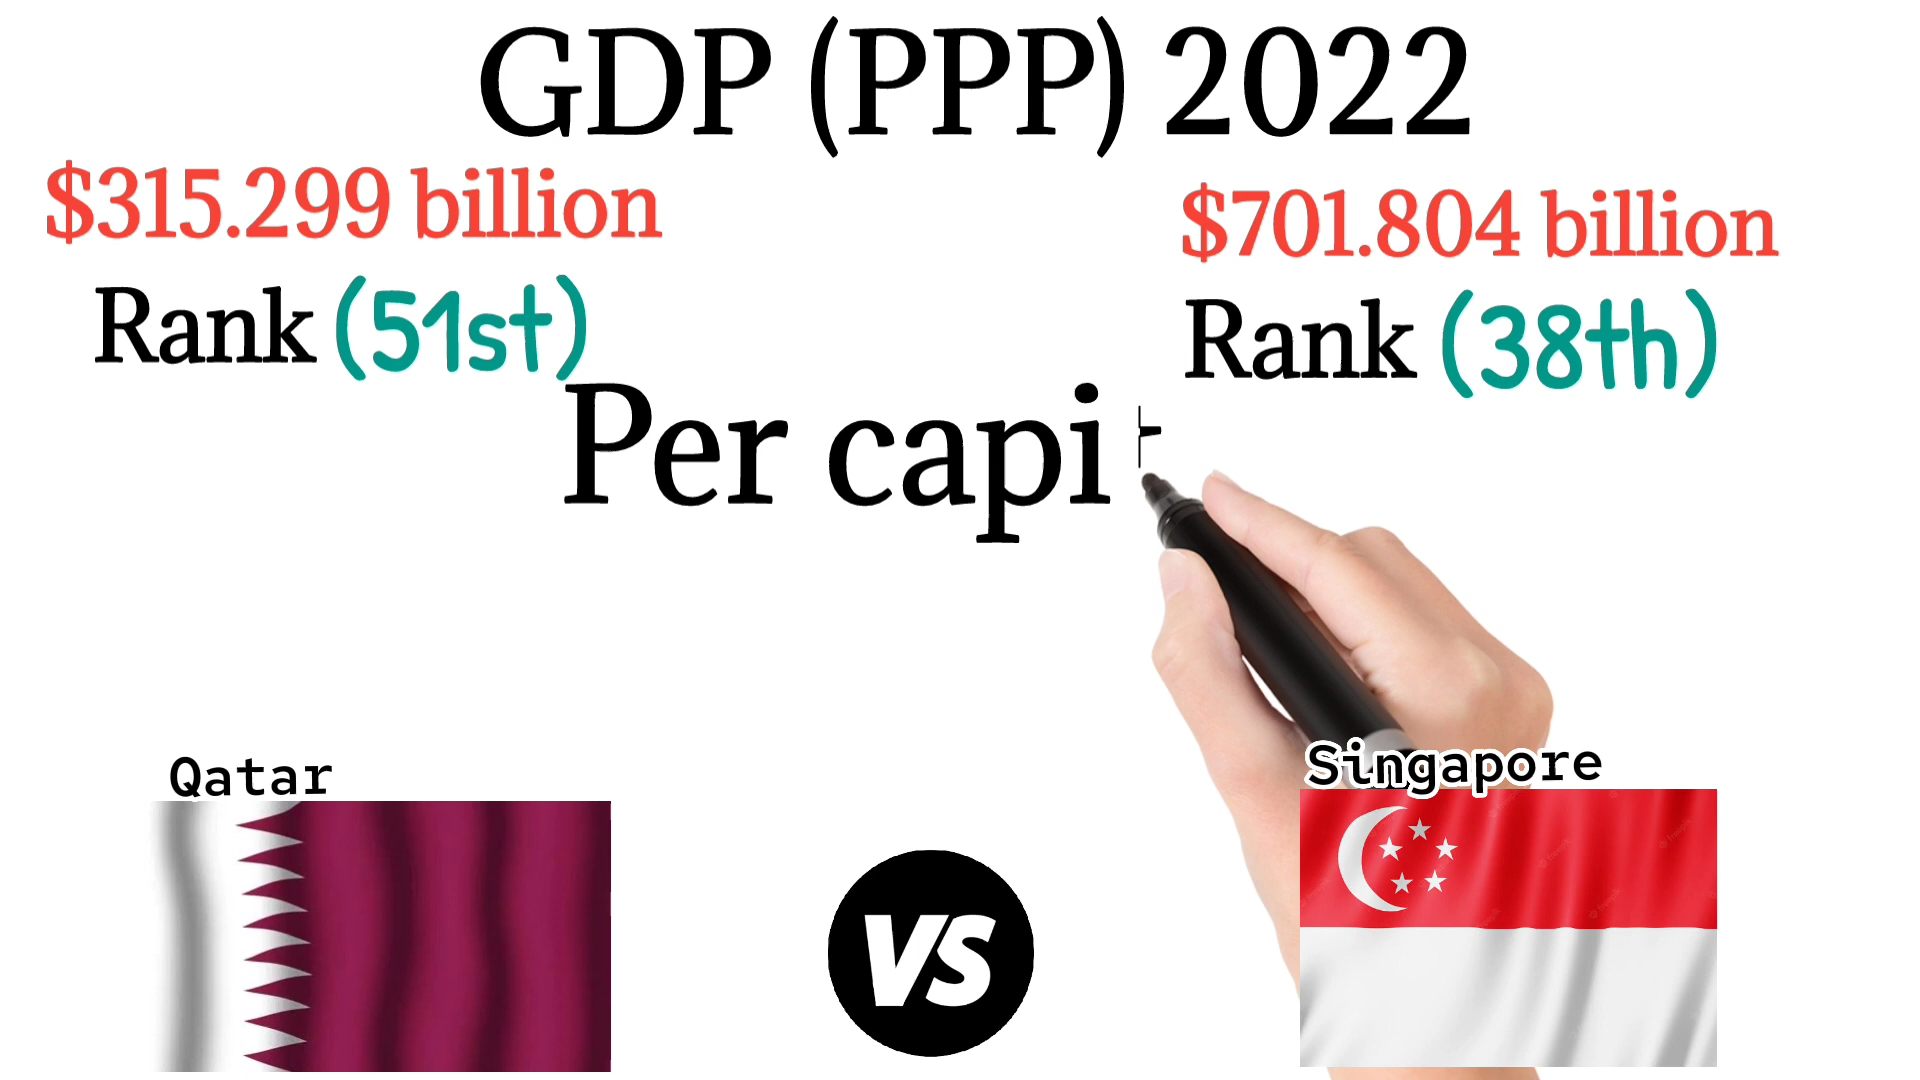 GDP (PPP) 2022
$315.299 billion
Rank (51st)
$701.804 billion
Rank (38th)
Per capi
Qatar
VS
Singapore